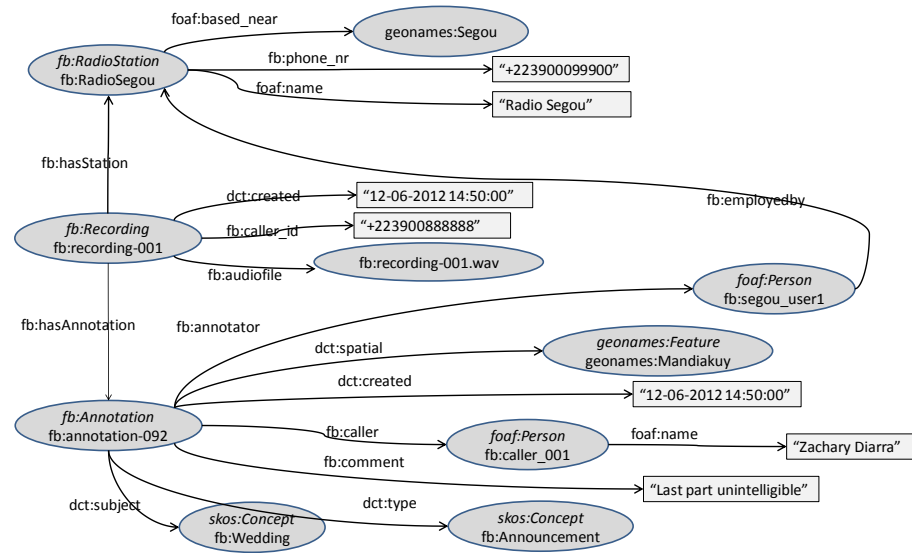 foaf:based_near
geonames:Segou
fb:RadioStation
fb:RadioSegou
fb:phone_nr
“+223900099900”
foaf:name
“Radio Segou”
fb:hasStation
dct:created
“12-06-2012 14:50:00”
fb:employedby
fb:Recording
fb:recording-001
fb:caller_id
“+223900888888”
fb:audiofile
fb:recording-001.wav
foaf:Person
fb:segou_user1
fb:hasAnnotation
fb:annotator
dct:spatial
geonames:Feature
geonames:Mandiakuy
dct:created
“12-06-2012 14:50:00”
fb:Annotation
fb:annotation-092
fb:caller
foaf:Person
fb:caller_001
foaf:name
“Zachary Diarra”
fb:comment
“Last part unintelligible”
dct:subject
dct:type
skos:Concept
fb:Wedding
skos:Concept
fb:Announcement